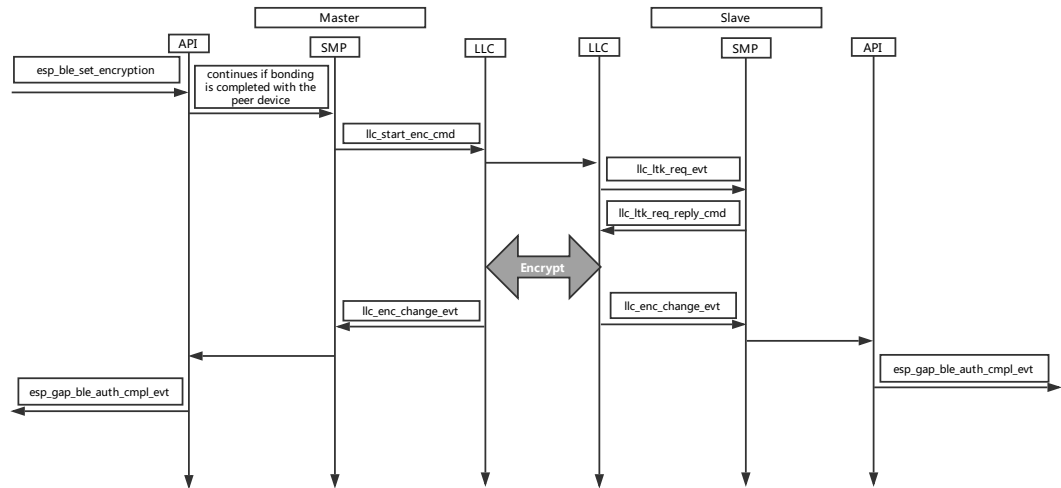 Master
Slave
API
SMP
LLC
LLC
SMP
API
esp_ble_set_encryption
continues if bonding
is completed with the
peer device
llc_start_enc_cmd
llc_ltk_req_evt
llc_ltk_req_reply_cmd
Encrypt
llc_enc_change_evt
llc_enc_change_evt
esp_gap_ble_auth_cmpl_evt
esp_gap_ble_auth_cmpl_evt